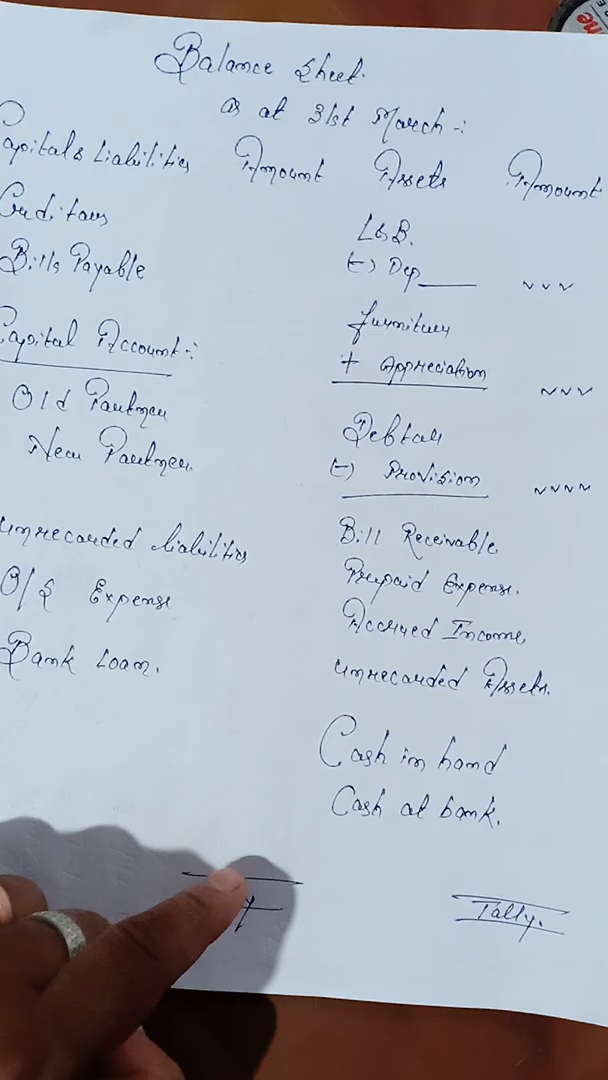 Balance Sheet.
as at 31st March -:
Capital & Liabilities Amount Assets Amount
Creditors
Bills Payable
Capital Account -:
Old Partner
New Partner.
Unrecorded Liabilities
O/S Expense
Bank Loan.
L&B.
(-) Dep
Furniture
+ Appreciation
Debtors
(-) Provision
Bill Receivable
Prepaid Expense.
Accrued Income
Unrecorded Assets.
Cash in hand
Cash at bank.
Tally.